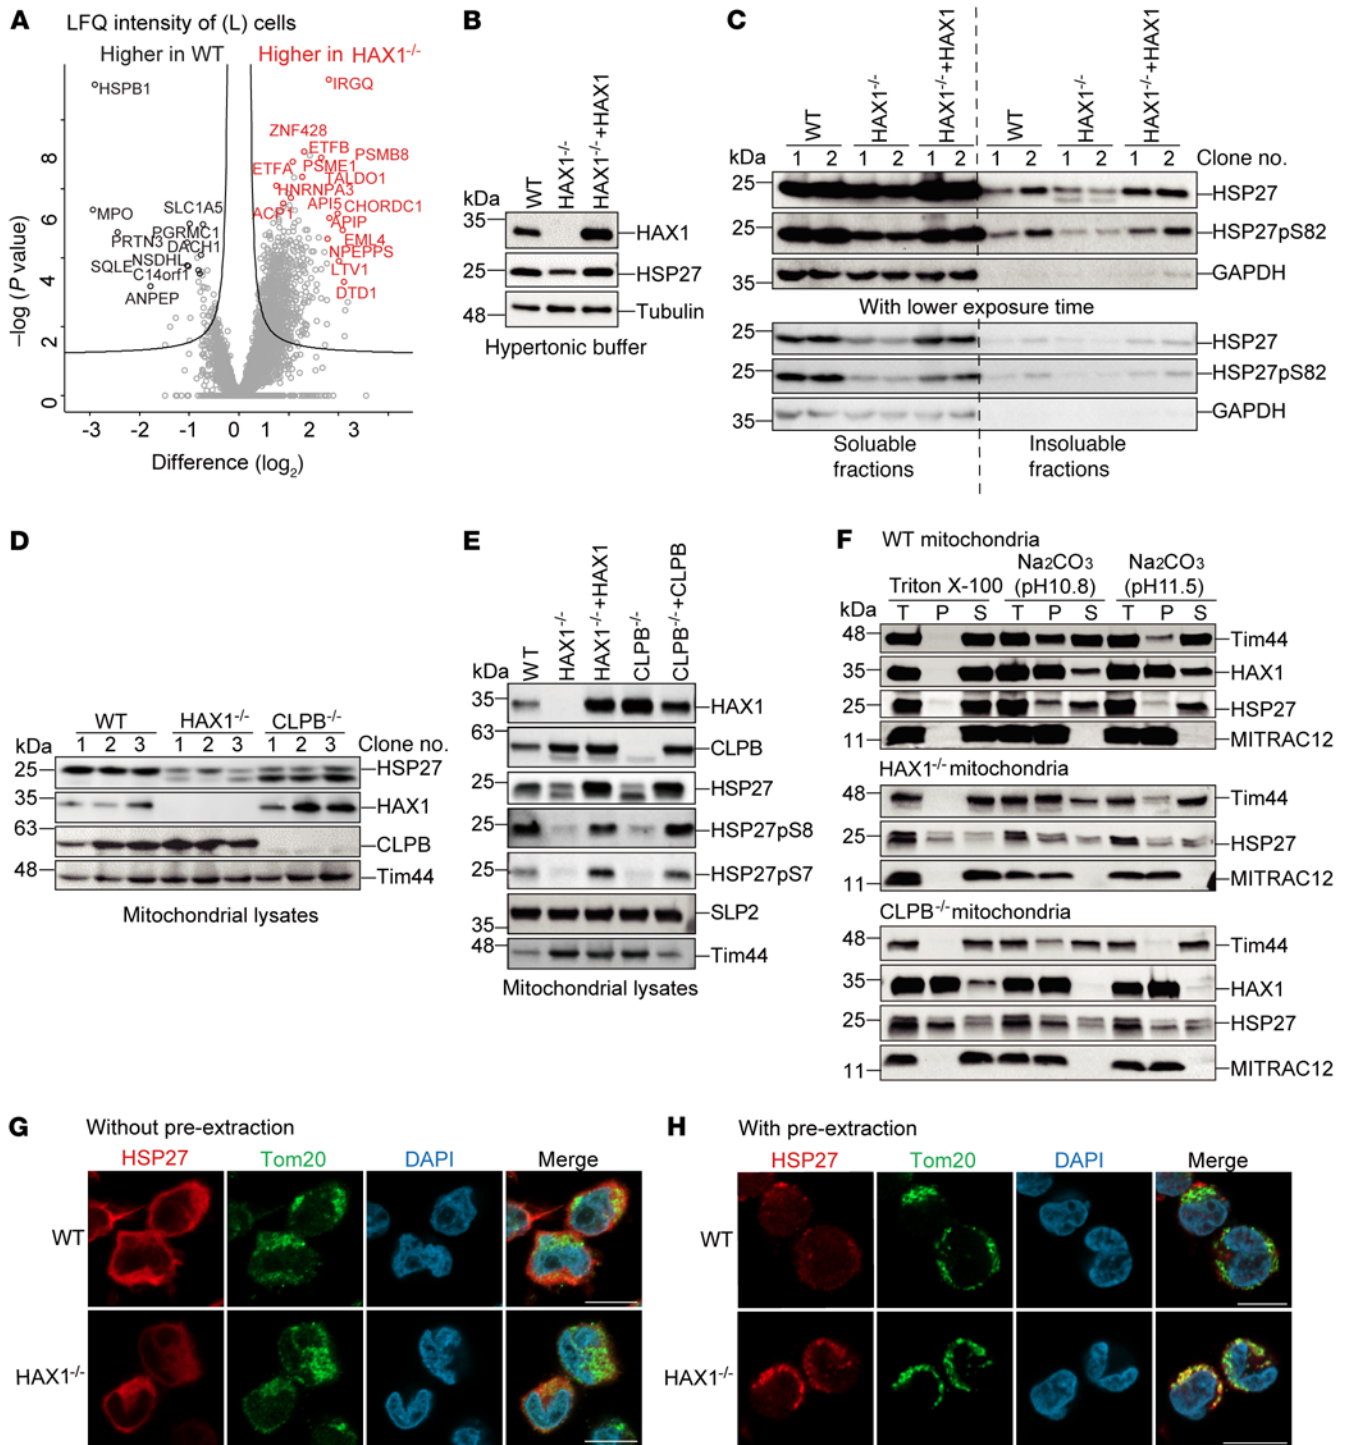 A
LFQ intensity of (L) cells
Higher in WT
Higher in HAX1-/-
HSPB1
IRGQ
ZNF428
ETFB
PSMB8
ETFA
PSME1
TALDO1
HNRNPA3
API5
CHORDC1
ACP1
APIP
EML4
NPEPPS
LTV1
DTD1
MPO
SLC1A5
PGRMC1
PRTN3
DACH1
NSDHL
SQLE
C14orf1
ANPEP
–log (P value)
8
6
4
2
0
-3 -2 -1 0 1 2 3
Difference (log2)
B
WT
HAX1-/-
HAX1-/-+HAX1
kDa
35
HAX1
25
HSP27
48
Tubulin
Hypertonic buffer
C
WT HAX1-/- HAX1-/-+HAX1 WT HAX1-/- HAX1-/-+HAX1
kDa 1 2 1 2 1 2 1 2 1 2 1 2 Clone no.
25 HSP27
25 HSP27pS82
35 GAPDH
With lower exposure time
25 HSP27
25 HSP27pS82
35 GAPDH
Soluable fractions
Insoluable fractions
D
WT HAX1-/- CLPB-/-
kDa 1 2 3 1 2 3 1 2 3 Clone no.
25 HSP27
35 HAX1
63 CLPB
48 Tim44
Mitochondrial lysates
E
WT HAX1-/- HAX1-/-+HAX1 CLPB-/- CLPB-/-+CLPB
kDa
35 HAX1
63 CLPB
25 HSP27
25 HSP27pS8
25 HSP27pS7
35 SLP2
48 Tim44
Mitochondrial lysates
F
WT mitochondria
Triton X-100 Na2CO3 (pH10.8) Na2CO3 (pH11.5)
kDa T P S T P S T P S
48 Tim44
35 HAX1
25 HSP27
11 MITRAC12
HAX1-/- mitochondria
48 Tim44
25 HSP27
11 MITRAC12
CLPB-/- mitochondria
48 Tim44
35 HAX1
25 HSP27
11 MITRAC12
G
Without pre-extraction
HSP27 Tom20 DAPI Merge
WT
HAX1-/-
H
With pre-extraction
HSP27 Tom20 DAPI Merge
WT
HAX1-/-